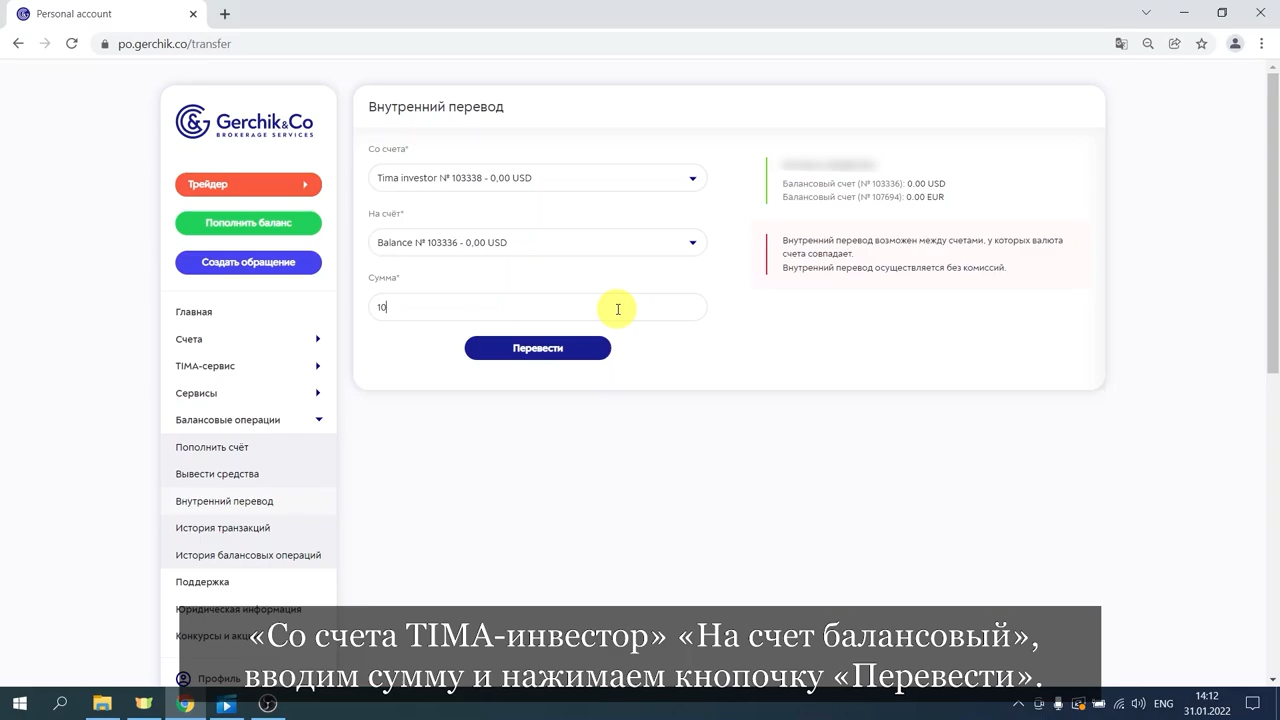 Personal account
po.gerchik.co/transfer
Gerchik&Co
BROKERAGE SERVICES
Трейдер
Пополнить баланс
Создать обращение
Главная
Счета
TIMA-сервис
Сервисы
Балансовые операции
Пополнить счёт
Вывести средства
Внутренний перевод
История транзакций
История балансовых операций
Поддержка
Юридическая информация
Конкурсы и
Профиль
Внутренний перевод
Со счета*
Tima investor № 103338 - 0,00 USD
На счёт*
Balance № 103336 - 0,00 USD
Сумма*
10
Перевести
Балансовый счет (№ 103336): 0.00 USD
Балансовый счет (№ 107694): 0.00 EUR
Внутренний перевод возможен между счетами, у которых валюта
счета совпадает.
Внутренний перевод осуществляется без комиссий.
«Со счета TIMA-инвестор» «На счет балансовый»,
вводим сумму и нажимаем кнопочку «Перевести».
ENG
14:12
31.01.2022